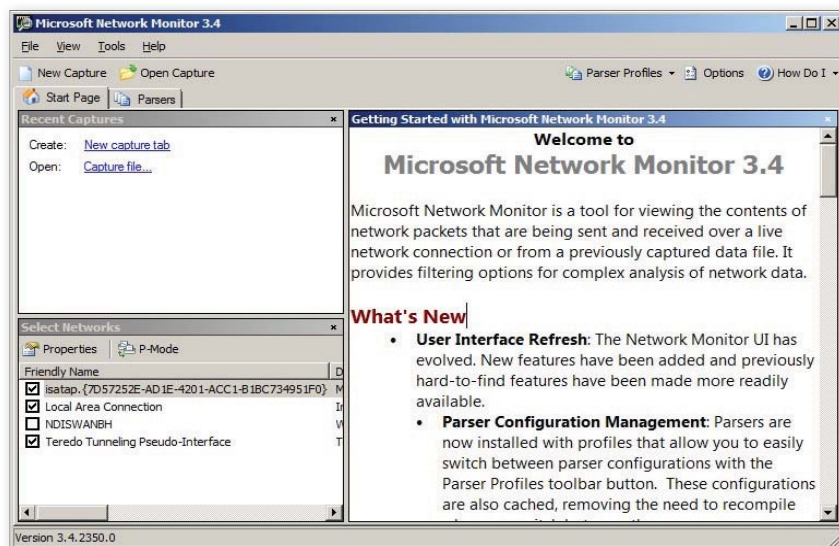 Microsoft Network Monitor 3.4
File View Tools Help
New Capture Open Capture Parser Profiles Options How Do I
Start Page Parsers
Recent Captures
Create: New capture tab
Open: Capture file...
Select Networks
Properties P-Mode
Friendly Name D
isatap.{7D57252E-AD1E-4201-ACC1-B1BC734951F0} M
Local Area Connection
NDISWANBH
Teredo Tunneling Pseudo-Interface T
Getting Started with Microsoft Network Monitor 3.4
Welcome to
Microsoft Network Monitor 3.4
Microsoft Network Monitor is a tool for viewing the contents of
network packets that are being sent and received over a live
network connection or from a previously captured data file. It
provides filtering options for complex analysis of network data.
What's New
• User Interface Refresh: The Network Monitor UI has
evolved. New features have been added and previously
hard-to-find features have been made more readily
available.
• Parser Configuration Management: Parsers are
now installed with profiles that allow you to easily
switch between parser configurations with the
Parser Profiles toolbar button. These configurations
are also cached, removing the need to recompile
Version 3.4.2350.0